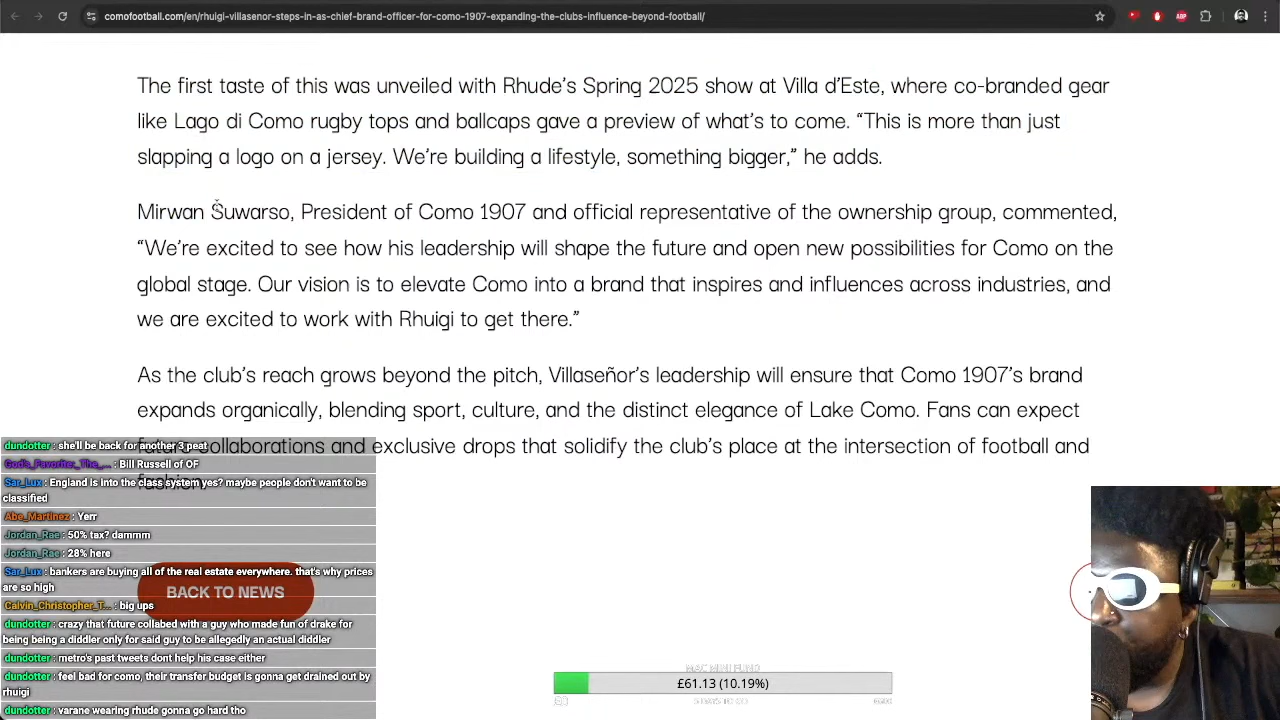 comofootball.com/en/rhuigi-villasenor-steps-in-as-chief-brand-officer-for-como-1907-expanding-the-clubs-influence-beyond-football/
ABP
The first taste of this was unveiled with Rhude's Spring 2025 show at Villa d'Este, where co-branded gear
like Lago di Como rugby tops and ballcaps gave a preview of what's to come. “This is more than just
slapping a logo on a jersey. We're building a lifestyle, something bigger,” he adds.
Mirwan Suwarso, President of Como 1907 and official representative of the ownership group, commented,
“We're excited to see how his leadership will shape the future and open new possibilities for Como on the
global stage. Our vision is to elevate Como into a brand that inspires and influences across industries, and
we are excited to work with Rhuigi to get there.”
As the club's reach grows beyond the pitch, Villaseñor's leadership will ensure that Como 1907's brand
expands organically, blending sport, culture, and the distinct elegance of Lake Como. Fans can expect
future collaborations and exclusive drops that solidify the club's place at the intersection of football and
fashion.
BACK TO NEWS
dundotter : she'll be back for another 3 peat
God's_Favorite_The_... : Bill Russell of OF
Sar_Lux : England is into the class system yes? maybe people don't want to be
classified
Abe_Martinez : Yerr
Jordan_Rae : 50% tax? dammm
Jordan_Rae : 28% here
Sar_Lux : bankers are buying all of the real estate everywhere. that's why prices
are so high
Calvin_Christopher_T... : big ups
dundotter : crazy that future collabed with a guy who made fun of drake for
being being a diddler only for said guy to be allegedly an actual diddler
dundotter : metro's past tweets dont help his case either
dundotter : feel bad for como, their transfer budget is gonna get drained out by
rhuigi
dundotter : varane wearing rhude gonna go hard tho
MAC MINI FUND
£61.13 (10.19%)
£0